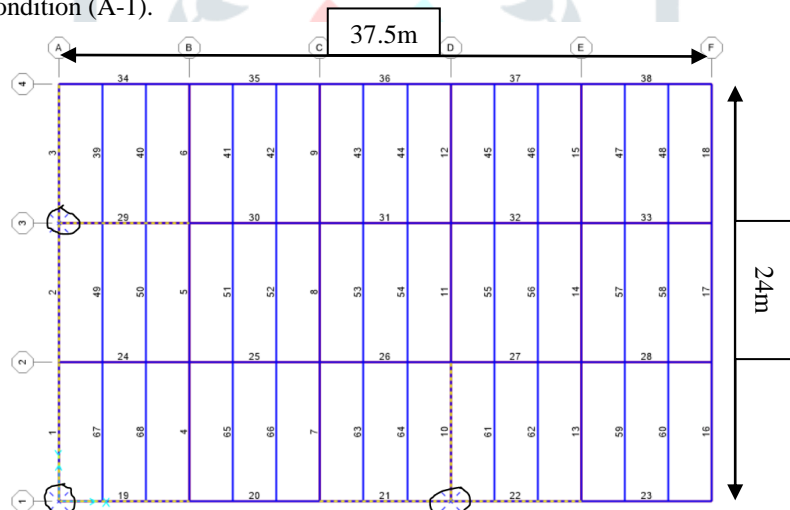 ondition (A-1).
37.5m
A B C D E F
34 35 36 37 38
4
3 39 40 6 41 42 9 43 44 12 45 46 15 47 48 18
3
29 30 31 32 33
2 49 50 5 51 52 8 53 54 11 55 56 14 57 58 17
24m
2
24 25 26 27 28
1 67 68 4 65 66 7 63 64 10 61 62 13 59 60 16
1
19 20 21 22 23